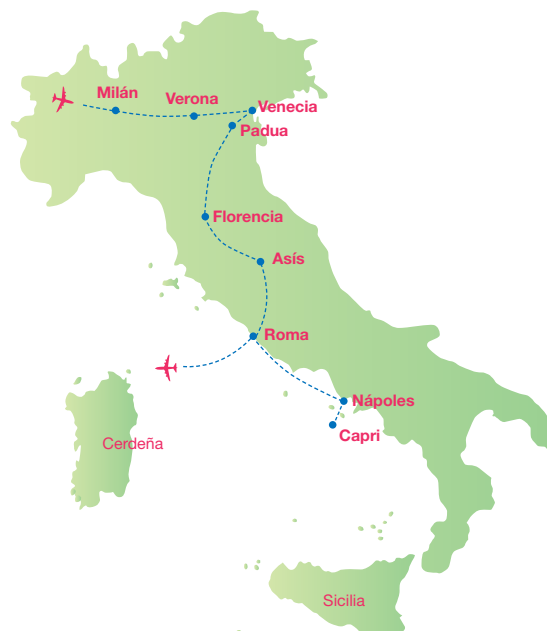 Milán
Verona
Venecia
Padua
Florencia
Asís
Roma
Nápoles
Capri
Cerdeña
Sicilia